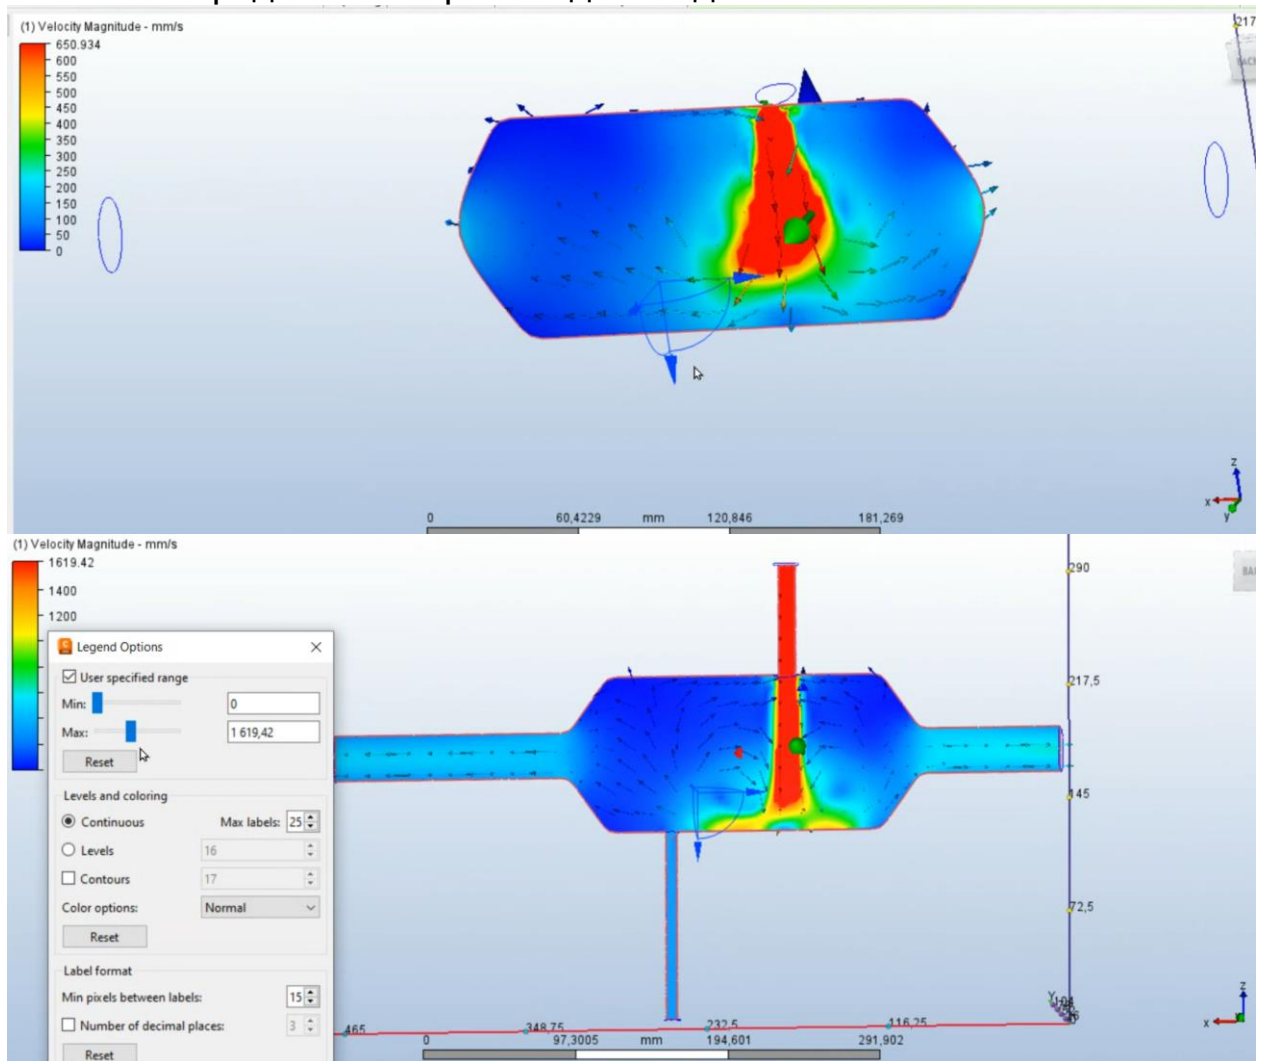 (1) Velocity Magnitude - mm/s
650.934
600
550
500
450
400
350
300
250
200
150
100
50
0
217
z
x
y
0 60,4229 mm 120,846 181,269
(1) Velocity Magnitude - mm/s
1619.42
1400
1200
290
217,5
145
72,5
Legend Options
User specified range
Min: 0
Max: 1 619,42
Reset
Levels and coloring
Continuous Max labels: 25
Levels 16
Contours 17
Color options: Normal
Reset
Label format
Min pixels between labels: 15
Number of decimal places: 3
Reset
465 348,75 232,5 116,25
0 97,3005 mm 194,601 291,902
z
x